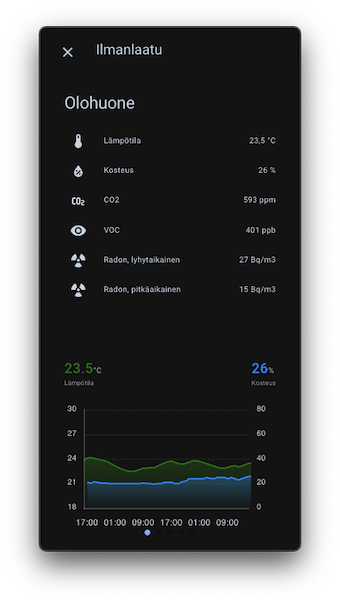 Ilmanlaatu
Olohuone
Lämpötila 23,5 °C
Kosteus 26 %
CO2 CO2 593 ppm
VOC 401 ppb
Radon, lyhytaikainen 27 Bq/m3
Radon, pitkäaikainen 15 Bq/m3
23.5°C 26%
Lämpötila Kosteus
30 80
27 60
24 40
21 20
18 0
17:00 01:00 09:00 17:00 01:00 09:00